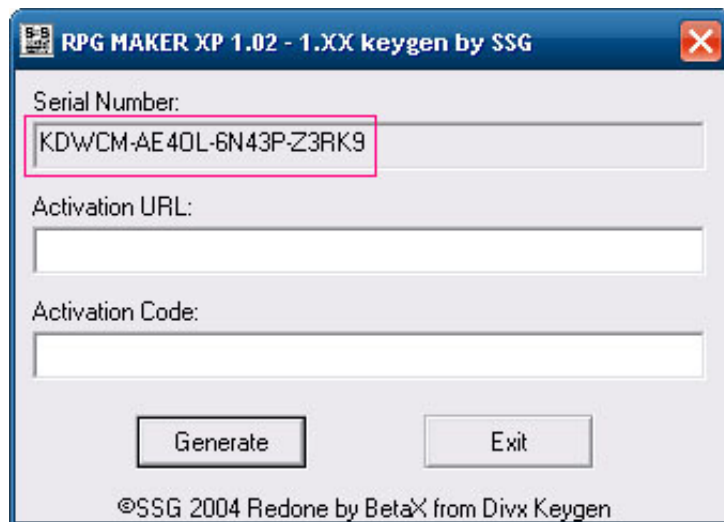 RPG MAKER XP 1.02 - 1.XX keygen by SSG
Serial Number:
KDWCM-AE4OL-6N43P-Z3RK9
Activation URL:
Activation Code:
Generate
Exit
©SSG 2004 Redone by BetaX from Divx Keygen